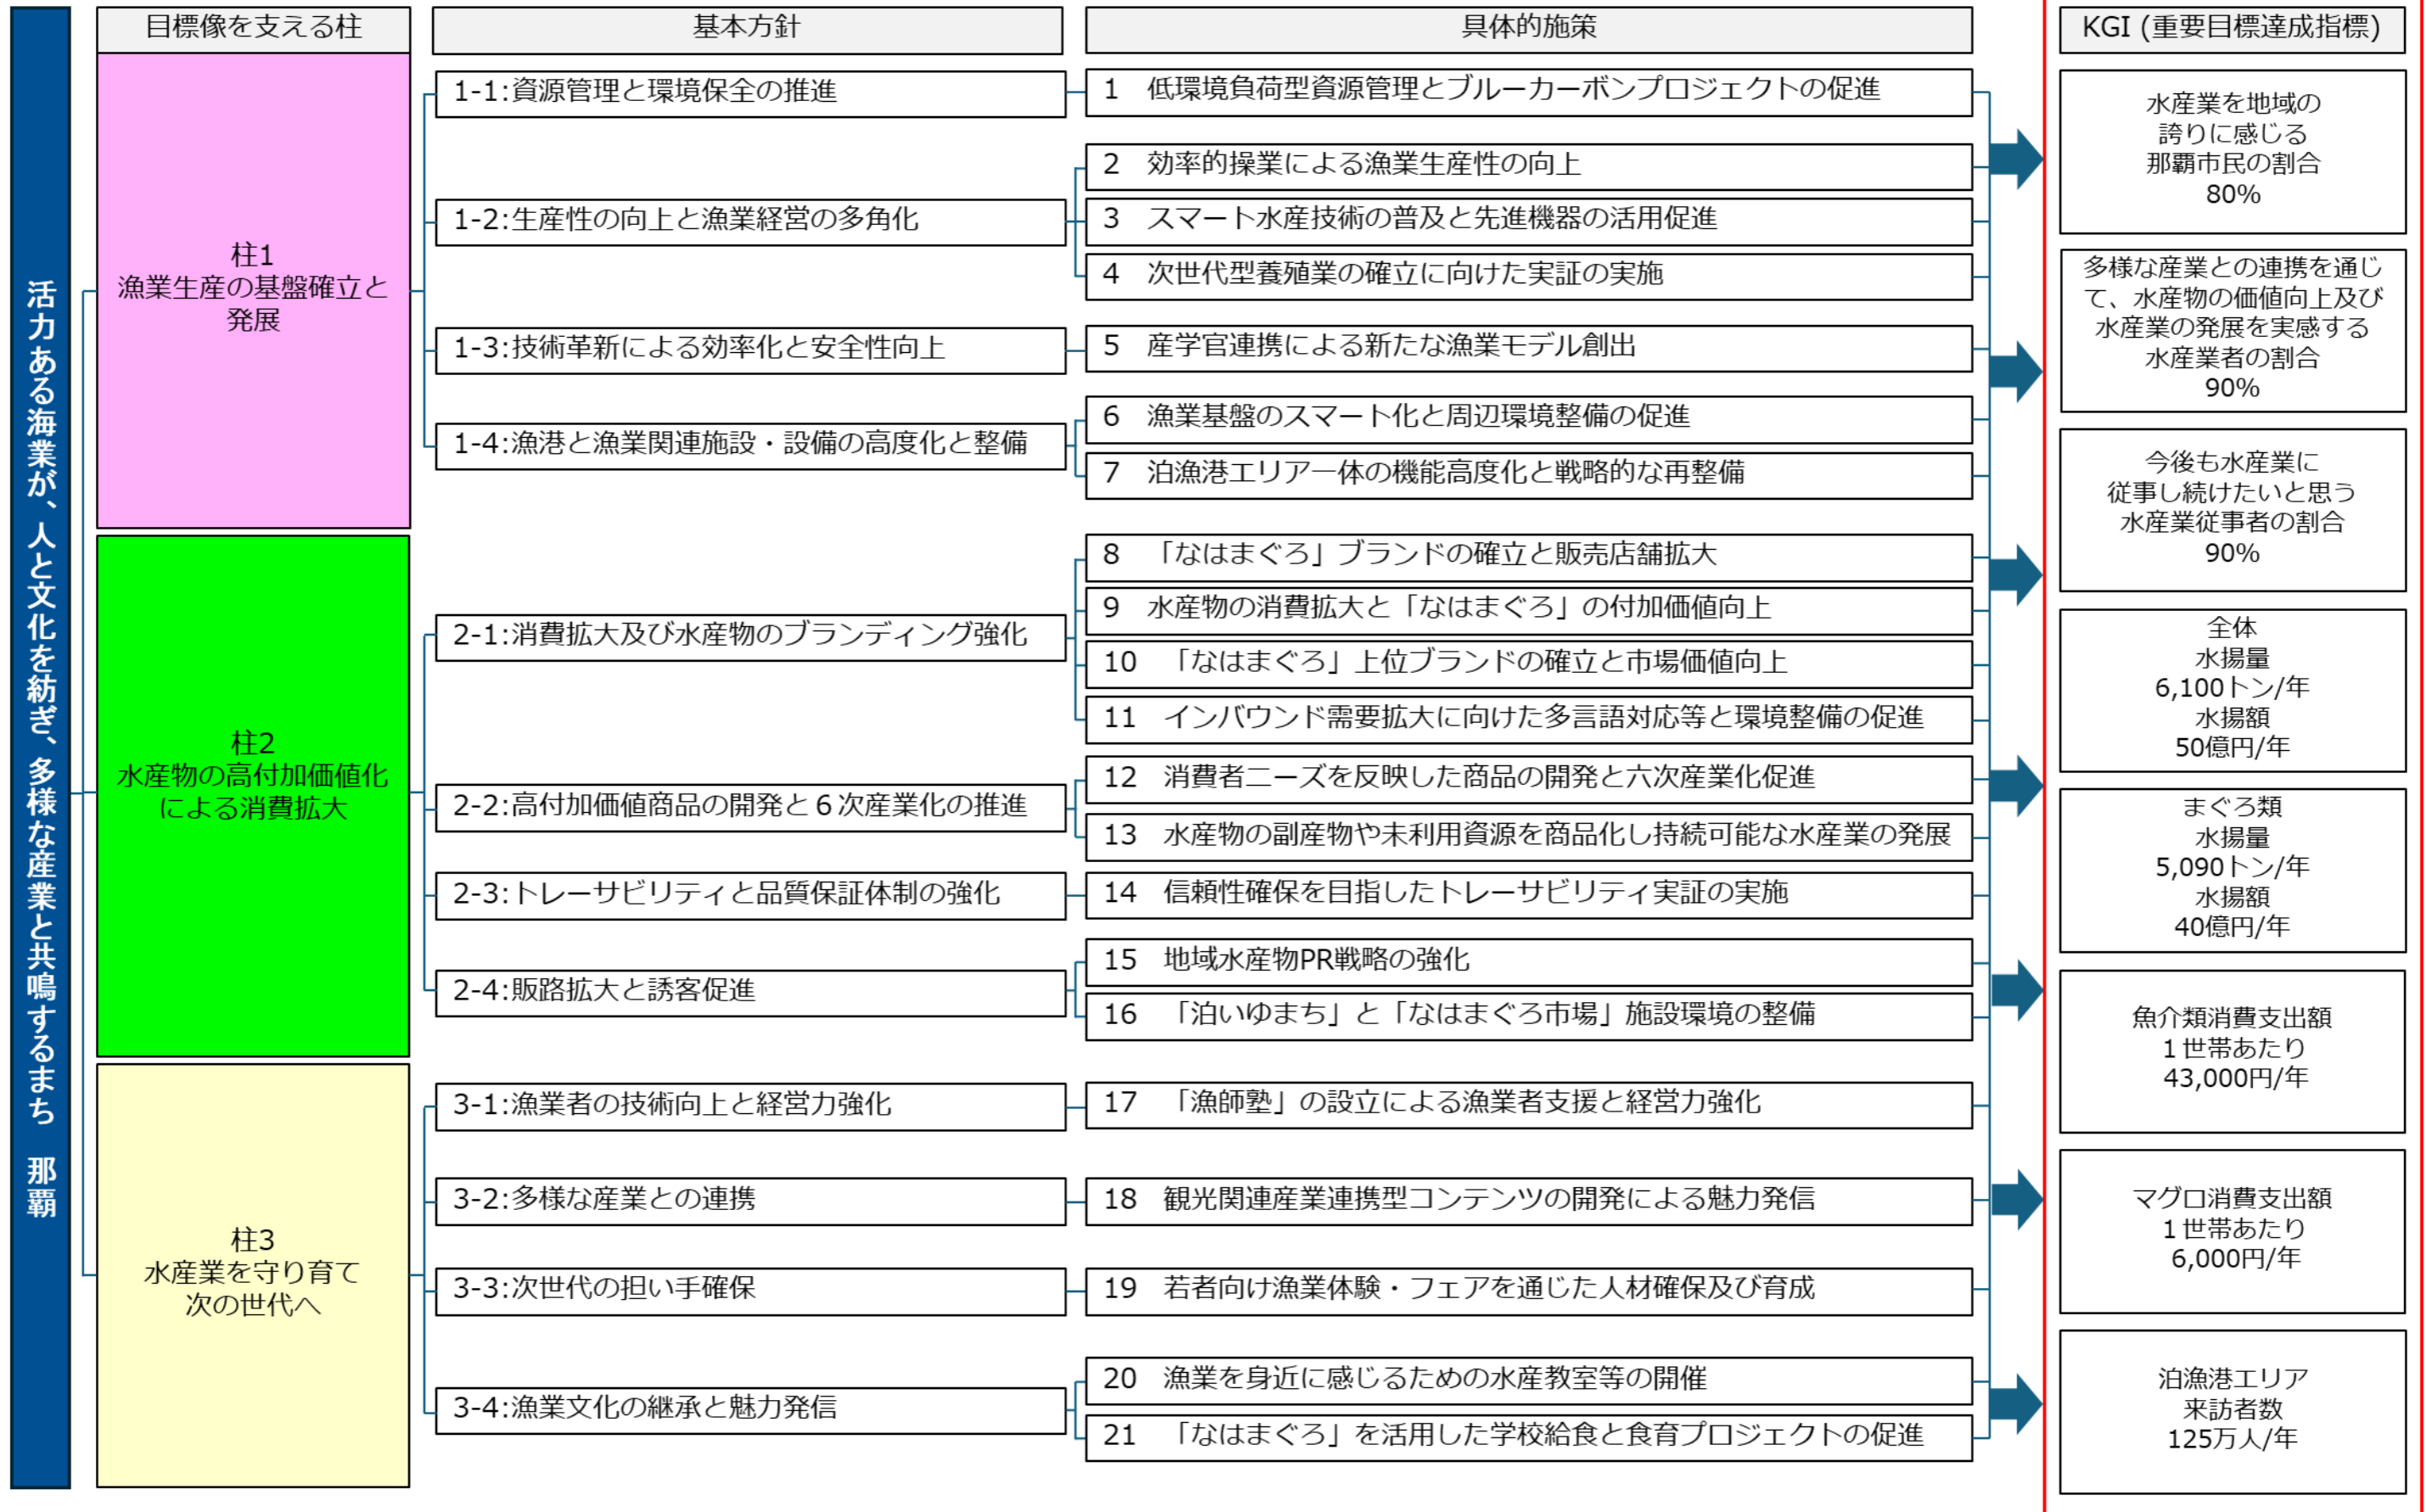 活力ある海業が、人と文化を紡ぎ、多様な産業と共鳴するまち　那覇
目標像を支える柱
基本方針
具体的施策
KGI (重要目標達成指標)
柱1
漁業生産の基盤確立と
発展
1-1:資源管理と環境保全の推進
1　低環境負荷型資源管理とブルーカーボンプロジェクトの促進
1-2:生産性の向上と漁業経営の多角化
2　効率的操業による漁業生産性の向上
3　スマート水産技術の普及と先進機器の活用促進
4　次世代型養殖業の確立に向けた実証の実施
1-3:技術革新による効率化と安全性向上
5　産学官連携による新たな漁業モデル創出
1-4:漁港と漁業関連施設・設備の高度化と整備
6　漁業基盤のスマート化と周辺環境整備の促進
7　泊漁港エリア一体の機能高度化と戦略的な再整備
柱2
水産物の高付加価値化
による消費拡大
2-1:消費拡大及び水産物のブランディング強化
8　「なはまぐろ」ブランドの確立と販売店舗拡大
9　水産物の消費拡大と「なはまぐろ」の付加価値向上
10　「なはまぐろ」上位ブランドの確立と市場価値向上
11　インバウンド需要拡大に向けた多言語対応等と環境整備の促進
2-2:高付加価値商品の開発と６次産業化の推進
12　消費者ニーズを反映した商品の開発と六次産業化促進
13　水産物の副産物や未利用資源を商品化し持続可能な水産業の発展
2-3:トレーサビリティと品質保証体制の強化
14　信頼性確保を目指したトレーサビリティ実証の実施
2-4:販路拡大と誘客促進
15　地域水産物PR戦略の強化
16　「泊いゆまち」と「なはまぐろ市場」施設環境の整備
柱3
水産業を守り育て
次の世代へ
3-1:漁業者の技術向上と経営力強化
17　「漁師塾」の設立による漁業者支援と経営力強化
3-2:多様な産業との連携
18　観光関連産業連携型コンテンツの開発による魅力発信
3-3:次世代の担い手確保
19　若者向け漁業体験・フェアを通じた人材確保及び育成
3-4:漁業文化の継承と魅力発信
20　漁業を身近に感じるための水産教室等の開催
21　「なはまぐろ」を活用した学校給食と食育プロジェクトの促進
水産業を地域の
誇りに感じる
那覇市民の割合
80%
多様な産業との連携を通じ
て、水産物の価値向上及び
水産業の発展を実感する
水産業者の割合
90%
今後も水産業に
従事し続けたいと思う
水産業従事者の割合
90%
全体
水揚量
6,100トン/年
水揚額
50億円/年
まぐろ類
水揚量
5,090トン/年
水揚額
40億円/年
魚介類消費支出額
１世帯あたり
43,000円/年
マグロ消費支出額
１世帯あたり
6,000円/年
泊漁港エリア
来訪者数
125万人/年